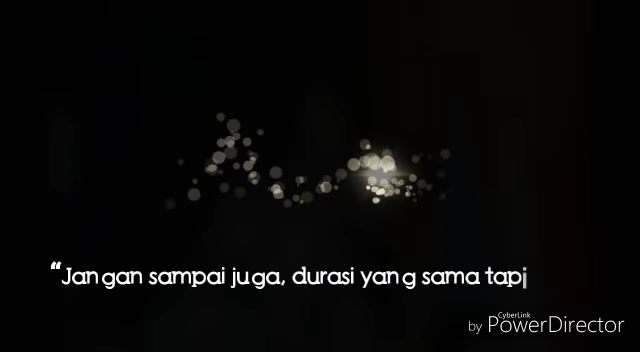 “Jangan sampai juga, durasi yang sama tapi
CyberLink
by PowerDirector